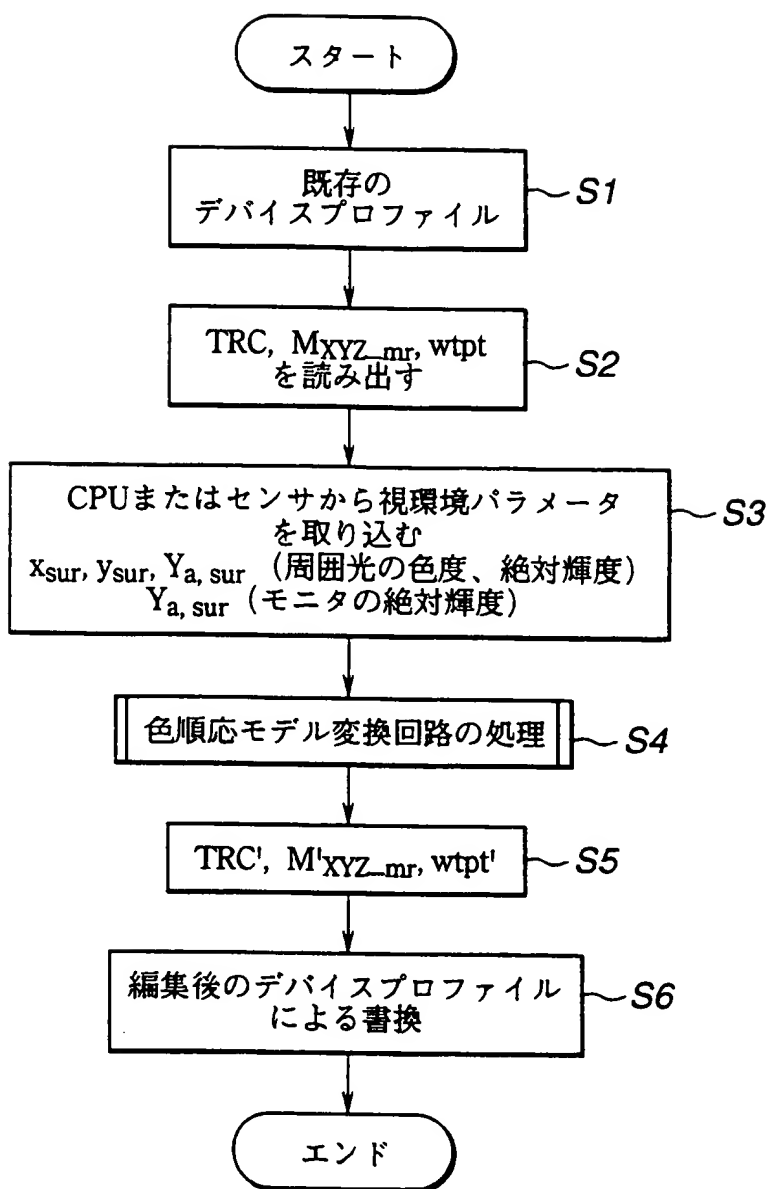 スタート
既存の
デバイスプロファイル
S1
TRC, MXYZ_mr, wtpt
を読み出す
S2
CPUまたはセンサから視環境パラメータ
を取り込む
xsur, ysur, Ya, sur (周囲光の色度、絶対輝度)
Ya, sur (モニタの絶対輝度)
S3
色順応モデル変換回路の処理
S4
TRC', M'XYZ_mr, wtpt'
S5
編集後のデバイスプロファイル
による書換
S6
エンド